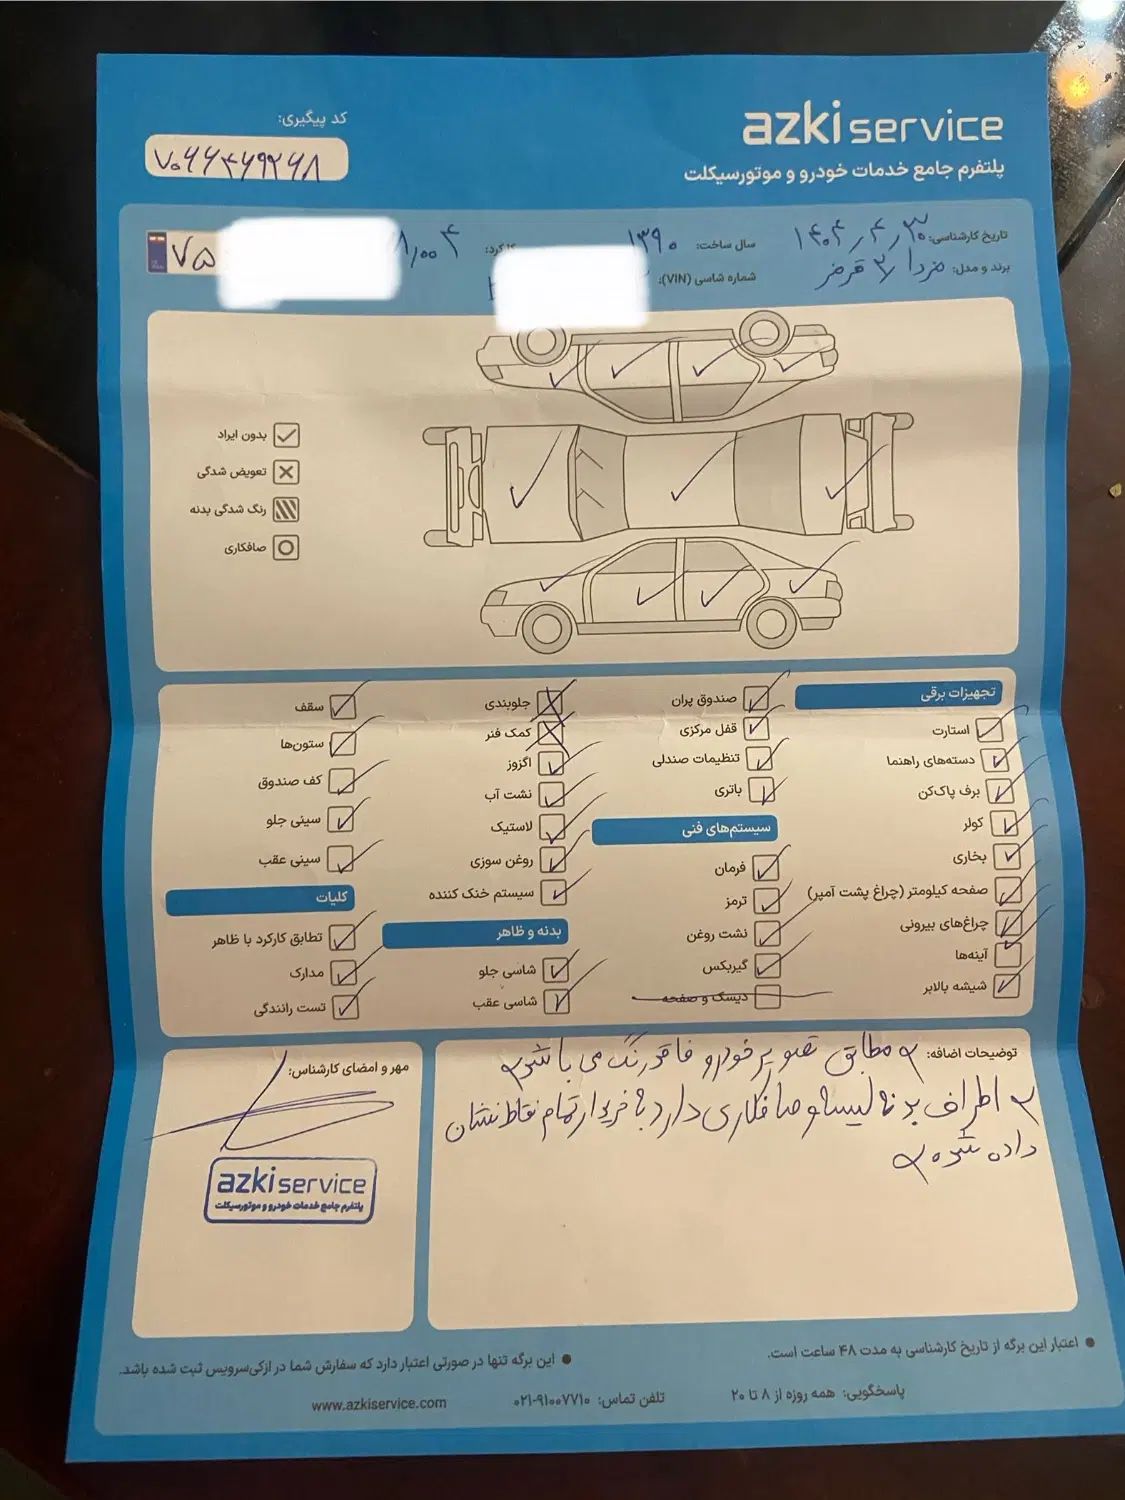 azki service
پلتفرم جامع خدمات خودرو و موتورسیکلت
کد پیگیری:
۷۰۶۶۴۶۹۲۶۸
تاریخ کارشناسی: ۱۴۰۴٫۴٫۳۰
سال ساخت: ۱۳۹۰
کارکرد:
۸٫۰۰۴
۷۵
برند و مدل: مزدا ۳ قرمز
شماره شاسی (VIN):
بدون ایراد
تعویض شدگی
رنگ شدگی بدنه
صافکاری
تجهیزات برقی
استارت
دسته‌های راهنما
برف پاک‌کن
کولر
بخاری
صفحه کیلومتر (چراغ پشت آمپر)
چراغ‌های بیرونی
آینه‌ها
شیشه بالابر
صندوق پران
قفل مرکزی
تنظیمات صندلی
باتری
سیستم‌های فنی
فرمان
ترمز
نشت روغن
گیربکس
دیسک و صفحه
جلوبندی
کمک فنر
اگزوز
نشت آب
لاستیک
روغن سوزی
سیستم خنک کننده
بدنه و ظاهر
شاسی جلو
شاسی عقب
سقف
ستون‌ها
کف صندوق
سینی جلو
سینی عقب
کلیات
تطابق کارکرد با ظاهر
مدارک
تست رانندگی
توضیحات اضافه: مطابق تصویر خودرو فاقد رنگ می باشد
اطراف بدنه لیسه و صافکاری دارد به خریدار تمام نقاط نشان
داده شده
مهر و امضای کارشناس:
azki service
پلتفرم جامع خدمات خودرو و موتورسیکلت
اعتبار این برگه از تاریخ کارشناسی به مدت ۴۸ ساعت است.
این برگه تنها در صورتی اعتبار دارد که سفارش شما در ازکی‌سرویس ثبت شده باشد.
پاسخگویی: همه روزه از ۸ تا ۲۰
تلفن تماس: ۰۲۱-۹۱۰۰۷۷۱۰
www.azkiservice.com